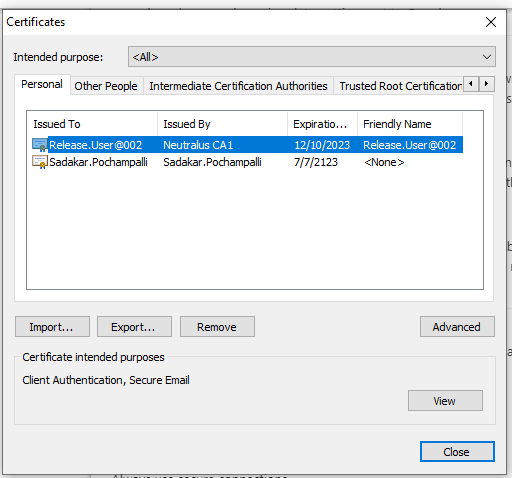 Certificates
Intended purpose: <All>
Personal Other People Intermediate Certification Authorities Trusted Root Certification
Issued To Issued By Expiratio... Friendly Name
Release.User@002 Neutralus CA1 12/10/2023 Release.User@002
Sadakar.Pochampalli Sadakar.Pochampalli 7/7/2123 <None>
Import... Export... Remove Advanced
Certificate intended purposes
Client Authentication, Secure Email
View
Close